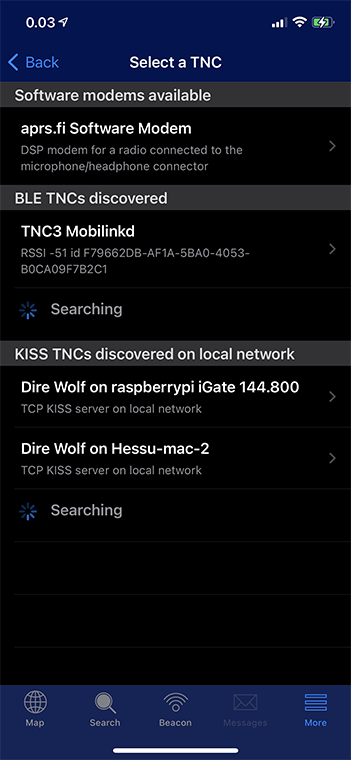 0.03
Back
Select a TNC
Software modems available
aprs.fi Software Modem
DSP modem for a radio connected to the
microphone/headphone connector
BLE TNCs discovered
TNC3 Mobilinkd
RSSI -51 id F79662DB-AF1A-5BA0-4053-
B0CA09F7B2C1
Searching
KISS TNCs discovered on local network
Dire Wolf on raspberrypi iGate 144.800
TCP KISS server on local network
Dire Wolf on Hessu-mac-2
TCP KISS server on local network
Searching
Map
Search
Beacon
Messages
More